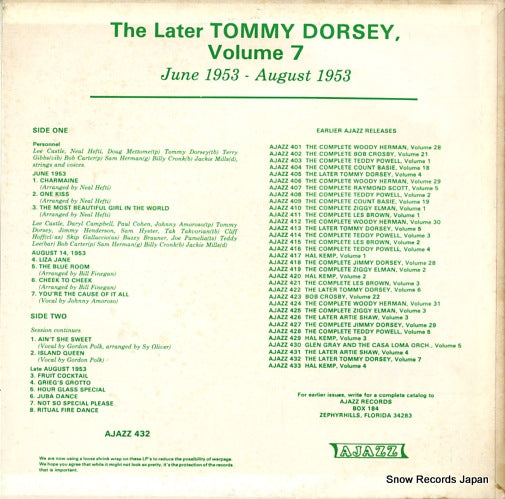 The Later TOMMY DORSEY,
Volume 7
June 1953 - August 1953
SIDE ONE
Personnel
Lee Castle, Neal Hefti, Doug Mettome(tp) Tommy Dorsey(tb) Terry
Gibbs(vib) Bob Carter(p) Sam Herman(g) Billy Cronk(b) Jackie Mills(d),
strings and voices.
JUNE 1953
1. CHARMAINE
(Arranged by Neal Hefti)
2. ONE KISS
(Arranged by Neal Hefti)
3. THE MOST BEAUTIFUL GIRL IN THE WORLD
(Arranged by Neal Hefti)
Lee Castle, Daryl Campbell, Paul Cohen, Johnny Amoroso(tp) Tommy
Dorsey, Jimmy Henderson, Sam Hyster, Tak Takvorian(tb) Cliff
Hoff(cl/as) Skip Buzzy Brauner, Joe Teddy
Lee(bar) Bob Carter(p) Sam Herman(g) Billy Cronk(b) Jackie Mills(d)
AUGUST 14, 1953
4. LIZA JANE
5. THE BLUE ROOM
(Arranged by Bill Finegan)
6. CHEEK TO CHEEK
(Arranged by Bill Finegan)
7. YOU'RE THE CAUSE OF IT ALL
(Vocal by Johnny Amoroso)
SIDE TWO
Session continues
1. AIN'T SHE SWEET
(Vocal by Gordon Polk, arranged by Sy Oliver)
2. ISLAND QUEEN
(Vocal by Gordon Polk)
Late AUGUST 1953
3. FRUIT COCKTAIL
4. GRIEG'S GROTTO
5. HOUR GLASS SPECIAL
6. JUBA DANCE
7. NOT SO SPECIAL PLEASE
8. RITUAL FIRE DANCE
AJAZZ 432
We are now using a loose shrink wrap on these LP's to reduce the possibility of warpage.
We hope you agree that while it might not look as pretty, it's the protection of the records
that is important.
EARLIER AJAZZ RELEASES
AJAZZ 401 THE COMPLETE WOODY HERMAN, Volume 28
AJAZZ 402 THE COMPLETE BOB CROSBY, Volume 21
AJAZZ 403 THE COMPLETE TEDDY POWELL, Volume 1
AJAZZ 404 THE COMPLETE COUNT BASIE, Volume 18
AJAZZ 405 THE LATER TOMMY DORSEY, Volume 4
AJAZZ 406 THE COMPLETE WOODY HERMAN, Volume 29
AJAZZ 407 THE COMPLETE RAYMOND SCOTT, Volume 5
AJAZZ 408 THE COMPLETE TEDDY POWELL, Volume 2
AJAZZ 409 THE COMPLETE COUNT BASIE, Volume 19
AJAZZ 410 THE COMPLETE ZIGGY ELMAN, Volume 1
AJAZZ 411 THE COMPLETE LES BROWN, Volume 1
AJAZZ 412 THE COMPLETE WOODY HERMAN, Volume 30
AJAZZ 413 THE LATER TOMMY DORSEY, Volume 5
AJAZZ 414 THE COMPLETE TEDDY POWELL, Volume 3
AJAZZ 415 THE COMPLETE LES BROWN, Volume 2
AJAZZ 416 THE COMPLETE TEDDY POWELL, Volume 4
AJAZZ 417 HAL KEMP, Volume 1
AJAZZ 418 THE COMPLETE JIMMY DORSEY, Volume 28
AJAZZ 419 THE COMPLETE ZIGGY ELMAN, Volume 2
AJAZZ 420 HAL KEMP, Volume 2
AJAZZ 421 THE COMPLETE LES BROWN, Volume 3
AJAZZ 422 THE LATER TOMMY DORSEY, Volume 6
AJAZZ 423 BOB CROSBY, Volume 22
AJAZZ 424 THE COMPLETE WOODY HERMAN, Volume 31
AJAZZ 425 THE COMPLETE ZIGGY ELMAN, Volume 3
AJAZZ 426 THE LATER ARTIE SHAW, Volume 3
AJAZZ 427 THE COMPLETE JIMMY DORSEY, Volume 29
AJAZZ 428 THE COMPLETE TEDDY POWELL, Volume 8
AJAZZ 429 HAL KEMP, Volume 3
AJAZZ 430 GLEN GRAY AND THE CASA LOMA ORCH., Volume 5
AJAZZ 431 THE LATER ARTIE SHAW, Volume 4
AJAZZ 432 THE LATER TOMMY DORSEY, Volume 7
AJAZZ 433 HAL KEMP, Volume 4
For earlier issues, write for a complete catalog to
AJAZZ RECORDS
BOX 184
ZEPHYRHILLS, FLORIDA 34283
AJAZZ
Snow Records Japan